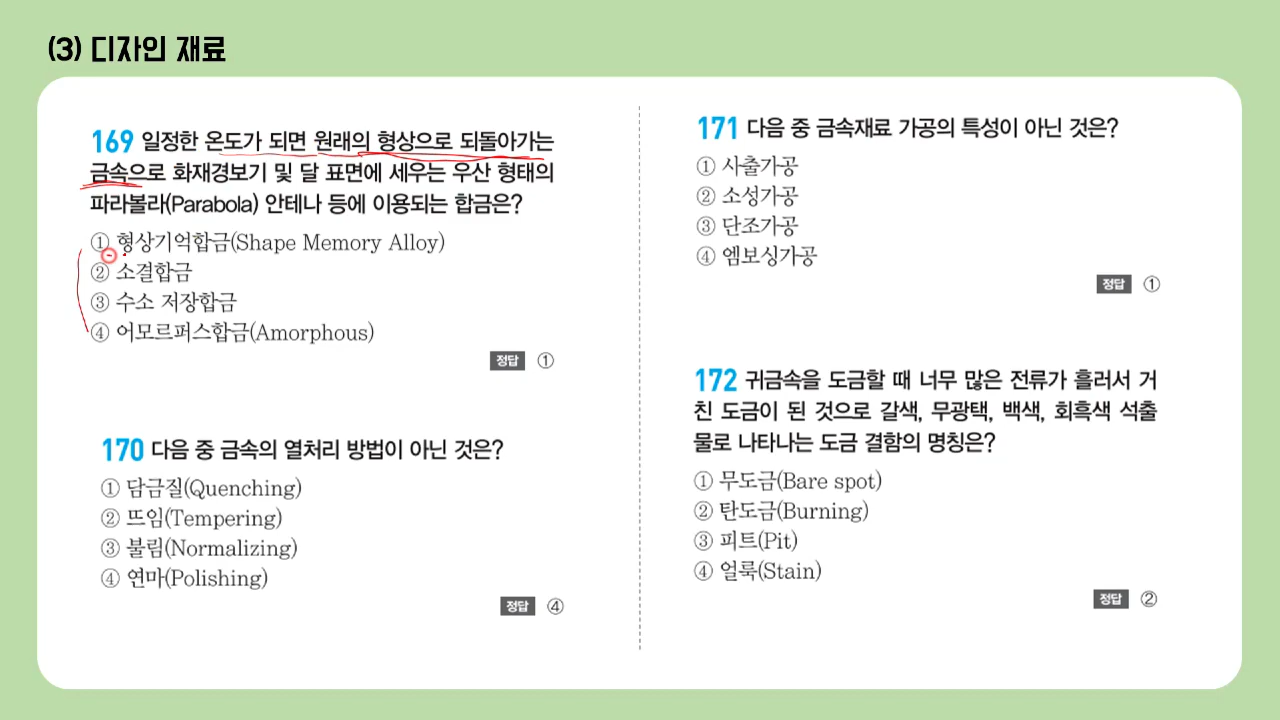 (3) 디자인 재료
169 일정한 온도가 되면 원래의 형상으로 되돌아가는
금속으로 화재경보기 및 달 표면에 세우는 우산 형태의
파라볼라(Parabola) 안테나 등에 이용되는 합금은?
① 형상기억합금(Shape Memory Alloy)
② 소결합금
③ 수소 저장합금
④ 어모르퍼스합금(Amorphous)
정답 ①
170 다음 중 금속의 열처리 방법이 아닌 것은?
① 담금질(Quenching)
② 뜨임(Tempering)
③ 불림(Normalizing)
④ 연마(Polishing)
정답 ④
171 다음 중 금속재료 가공의 특성이 아닌 것은?
① 사출가공
② 소성가공
③ 단조가공
④ 엠보싱가공
정답 ①
172 귀금속을 도금할 때 너무 많은 전류가 흘러서 거
친 도금이 된 것으로 갈색, 무광택, 백색, 회흑색 석출
물로 나타나는 도금 결함의 명칭은?
① 무도금(Bare spot)
② 탄도금(Burning)
③ 피트(Pit)
④ 얼룩(Stain)
정답 ②